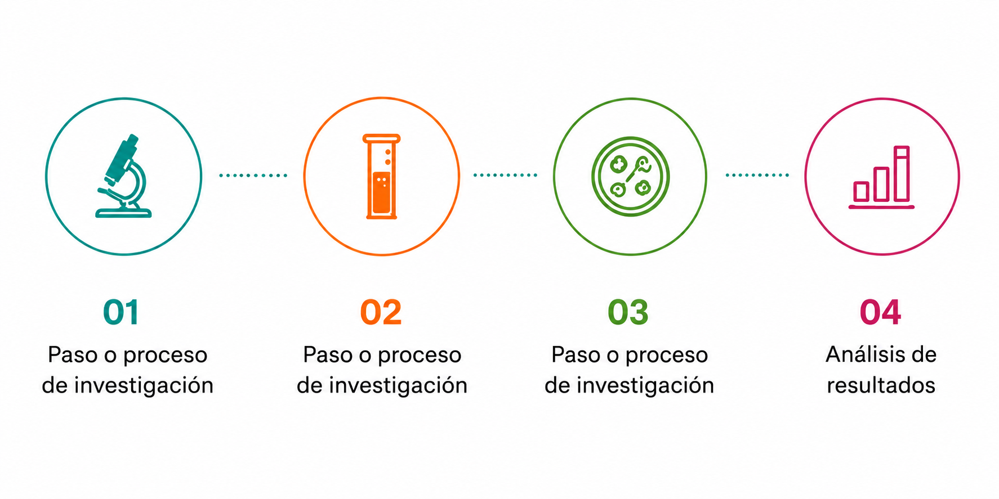 01
Paso o proceso
de investigación
02
Paso o proceso
de investigación
03
Paso o proceso
de investigación
04
Análisis de
resultados